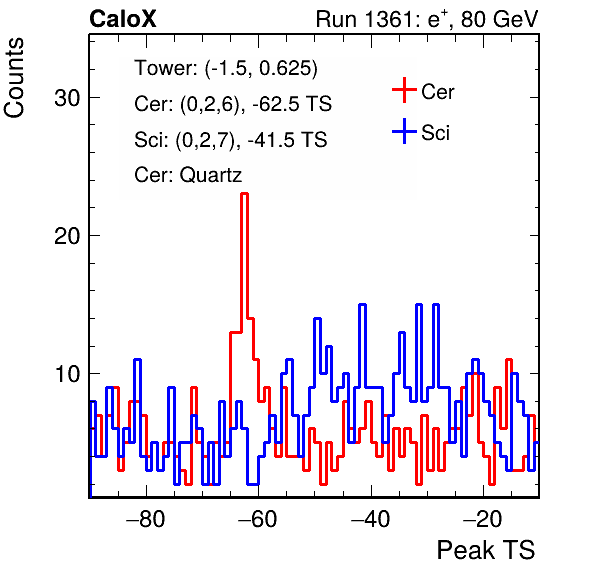 CaloX Run 1361: e⁺, 80 GeV
Counts
Tower: (-1.5, 0.625)
Cer: (0,2,6), -62.5 TS
Sci: (0,2,7), -41.5 TS
Cer: Quartz
Cer
Sci
30
20
10
−80 −60 −40 −20
Peak TS